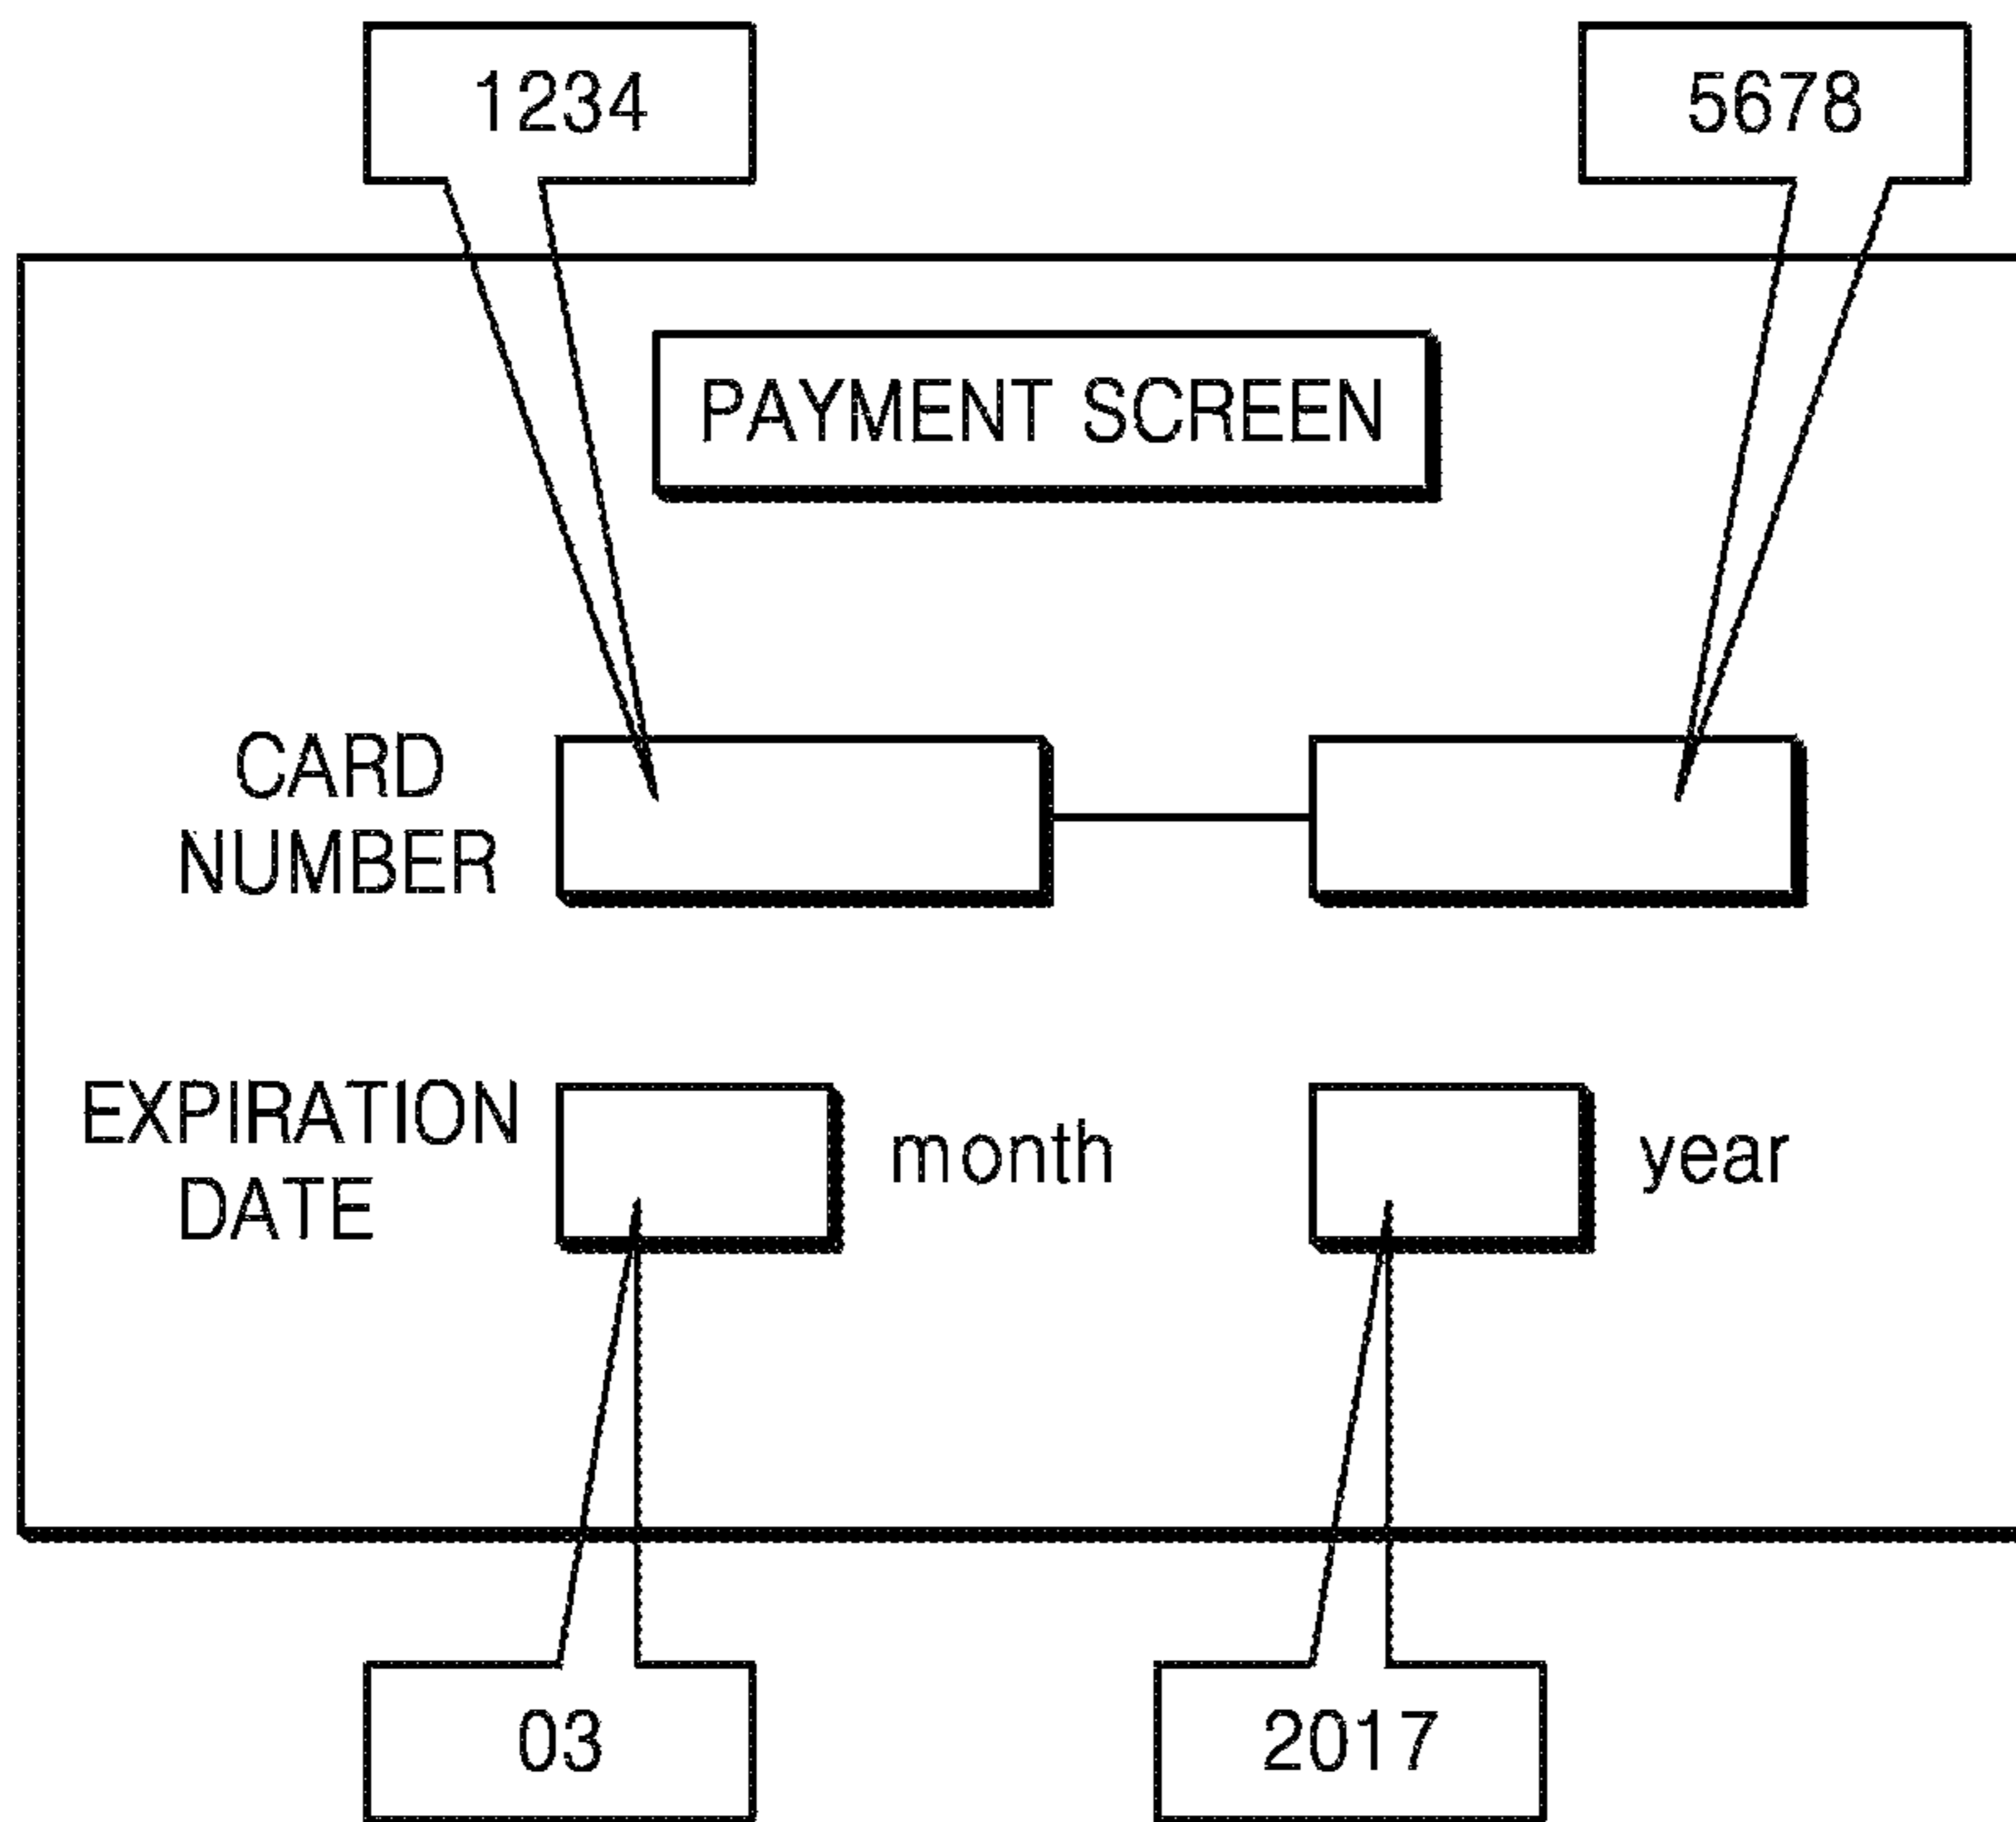 1234 5678
PAYMENT SCREEN
CARD
NUMBER
EXPIRATION
DATE
month year
03 2017